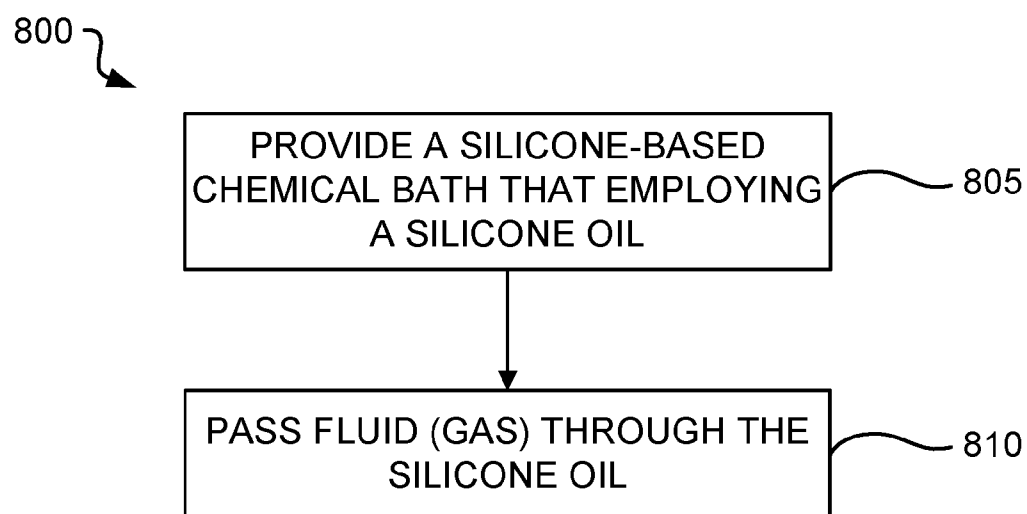 800
PROVIDE A SILICONE-BASED
CHEMICAL BATH THAT EMPLOYING
A SILICONE OIL
805
PASS FLUID (GAS) THROUGH THE
SILICONE OIL
810